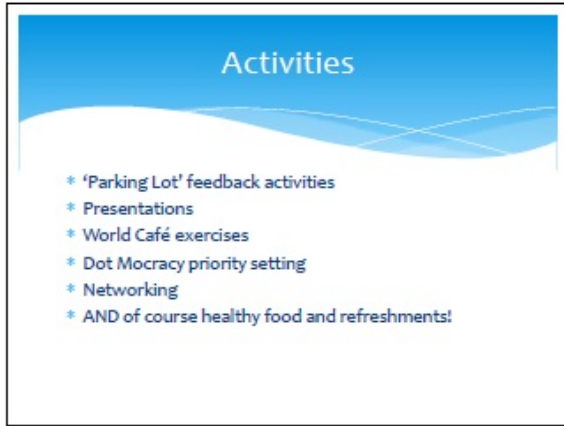 Activities
* ‘Parking Lot’ feedback activities
* Presentations
* World Café exercises
* Dot Mocracy priority setting
* Networking
* AND of course healthy food and refreshments!